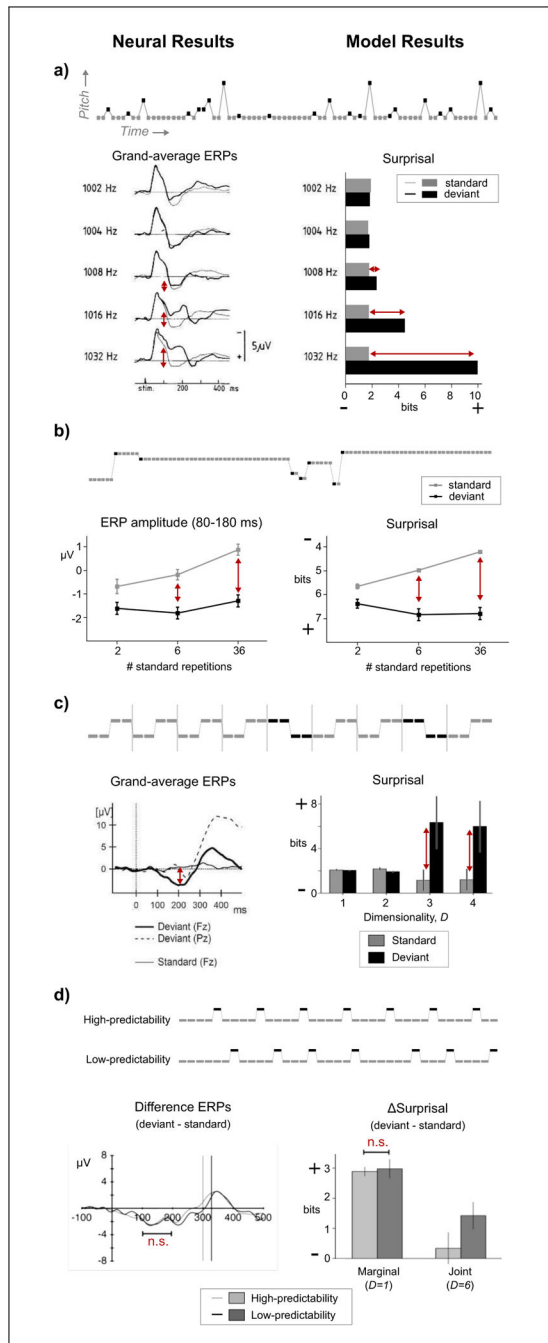 Neural Results Model Results
a)
Pitch
Time
Grand-average ERPs Surprisal
1002 Hz 1002 Hz standard
deviant
1004 Hz 1004 Hz
1008 Hz 1008 Hz
1016 Hz 1016 Hz
1032 Hz 1032 Hz
− 5µV +
stim. 200 400 ms
0 2 4 6 8 10
- bits +
b)
standard
deviant
ERP amplitude (80-180 ms) Surprisal
µV 1 0 -1 -2
- 4 5 bits 6 7 +
2 6 36 2 6 36
# standard repetitions # standard repetitions
c)
Grand-average ERPs Surprisal
[µV] 10 5 0
+ 8 bits 4 - 0
0 100 200 300 400 ms
1 2 3 4
Dimensionality, D
Deviant (Fz)
Deviant (Pz)
Standard (Fz)
Standard
Deviant
d)
High-predictability
Low-predictability
Difference ERPs ΔSurprisal
(deviant - standard) (deviant - standard)
µV 8 4 -4 -8
-100 100 200 300 400 500
n.s.
n.s.
+ 3 2 bits 1 - 0
Marginal Joint
(D=1) (D=6)
High-predictability
Low-predictability